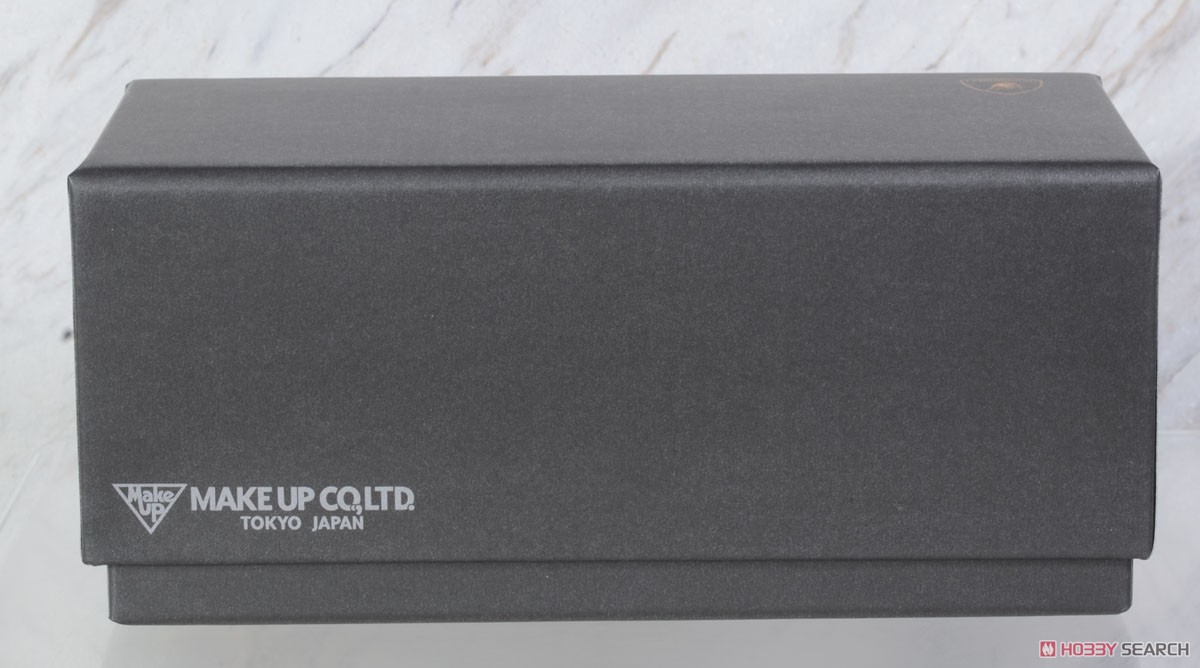 Make
UP
MAKE UP CO.,LTD.
TOKYO JAPAN
HOBBY SEARCH